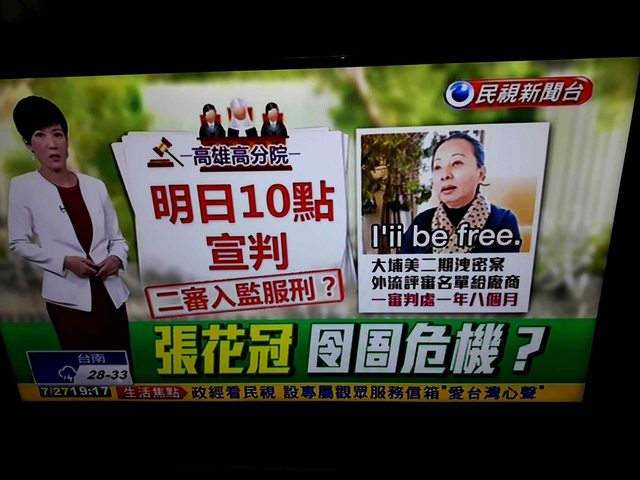 民視新聞台
高雄高分院
明日10點
宣判
二審入監服刑？
I'ii be free.
大埔美二期洩密案
外流評審名單給廠商
一審判處一年八個月
張花冠 囹圄危機？
台南
28-33
7/27 19:17 生活焦點 政經看民視 設專屬觀眾服務信箱"愛台灣心聲"